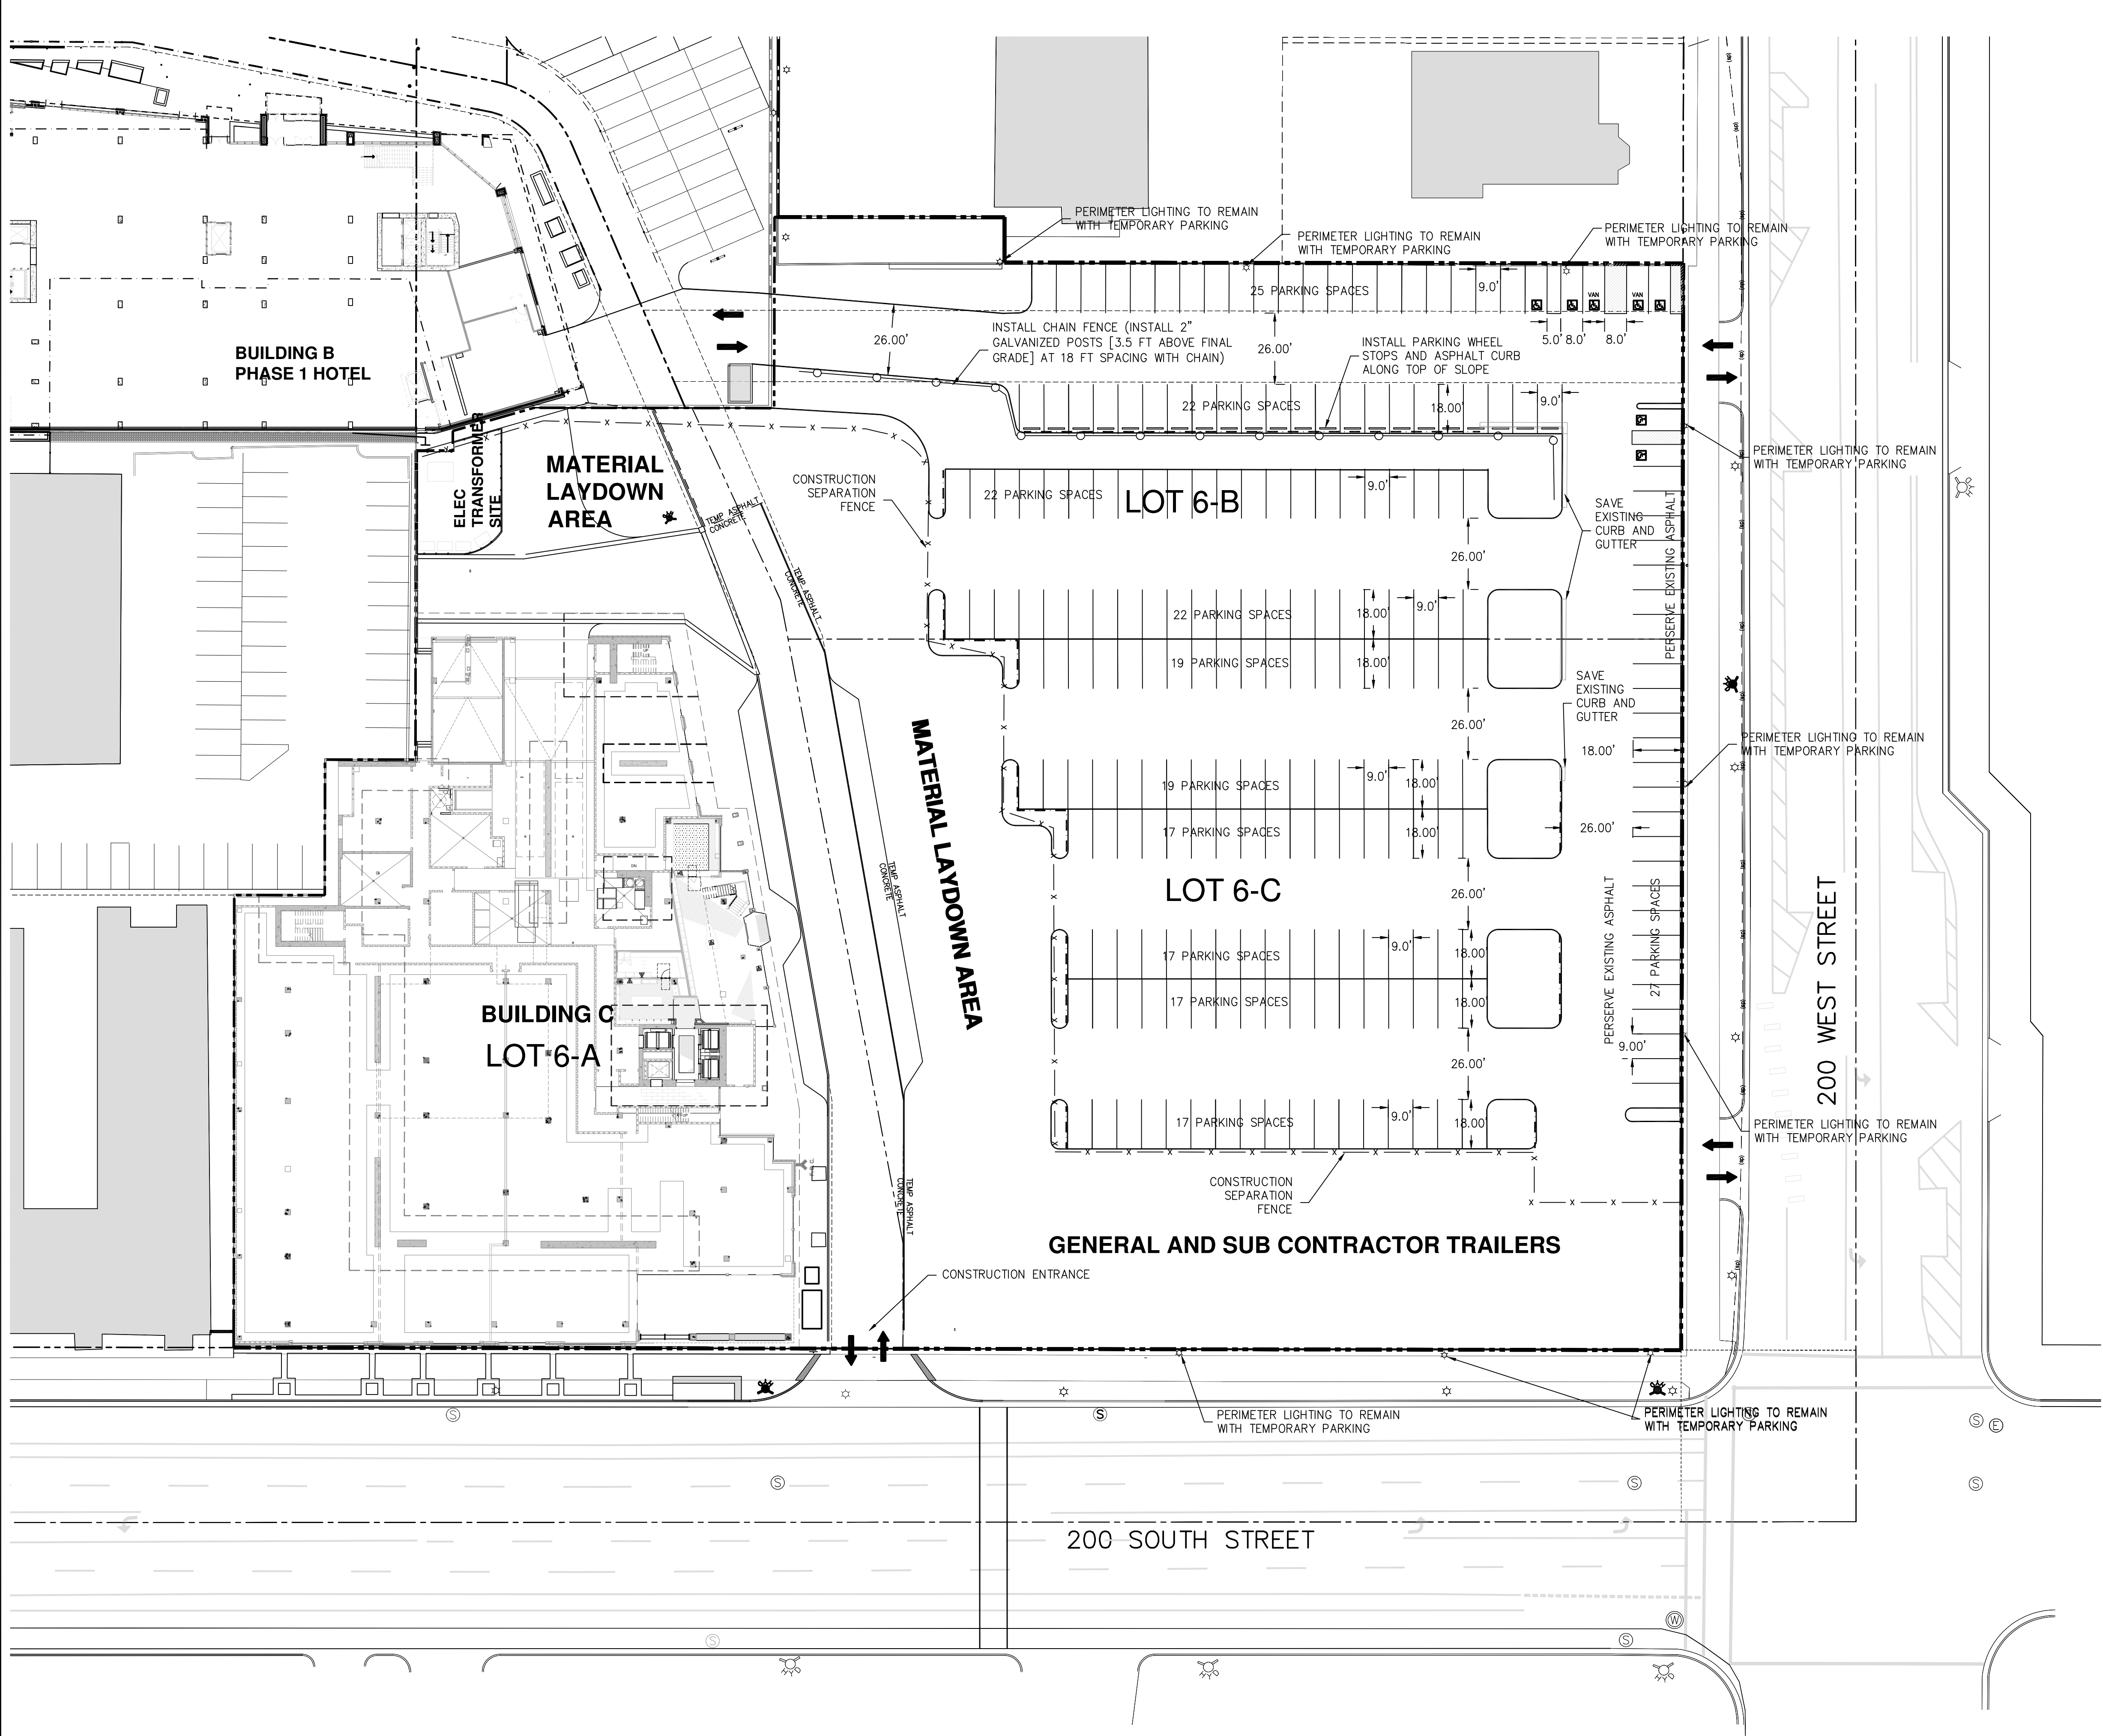 PERIMETER LIGHTING TO REMAIN
WITH TEMPORARY PARKING
PERIMETER LIGHTING TO REMAIN
WITH TEMPORARY PARKING
PERIMETER LIGHTING TO REMAIN
WITH TEMPORARY PARKING
25 PARKING SPACES
9.0'
VAN
VAN
5.0'
8.0'
8.0'
26.00'
INSTALL CHAIN FENCE (INSTALL 2"
GALVANIZED POSTS [3.5 FT ABOVE FINAL
GRADE] AT 18 FT SPACING WITH CHAIN)
26.00'
INSTALL PARKING WHEEL
STOPS AND ASPHALT CURB
ALONG TOP OF SLOPE
BUILDING B
PHASE 1 HOTEL
22 PARKING SPACES
18.00'
9.0'
ELEC
TRANSFORMER
SITE
MATERIAL
LAYDOWN
AREA
TEMP ASPHALT
CONCRETE
CONSTRUCTION
SEPARATION
FENCE
22 PARKING SPACES
LOT 6-B
9.0'
PERIMETER LIGHTING TO REMAIN
WITH TEMPORARY PARKING
SAVE
EXISTING
CURB AND
GUTTER
PERSERVE EXISTING ASPHALT
26.00'
TEMP ASPHALT
CONCRETE
22 PARKING SPACES
18.00'
9.0'
19 PARKING SPACES
18.00'
SAVE
EXISTING
CURB AND
GUTTER
26.00'
18.00'
PERIMETER LIGHTING TO REMAIN
WITH TEMPORARY PARKING
MATERIAL LAYDOWN AREA
19 PARKING SPACES
9.0'
18.00'
17 PARKING SPACES
18.00'
26.00'
TEMP ASPHALT
CONCRETE
UP
DN
LOT 6-C
26.00'
PERSERVE EXISTING ASPHALT
27 PARKING SPACES
200 WEST STREET
17 PARKING SPACES
9.0'
18.00'
17 PARKING SPACES
18.00'
BUILDING C
LOT 6-A
9.00'
26.00'
17 PARKING SPACES
9.0'
18.00'
PERIMETER LIGHTING TO REMAIN
WITH TEMPORARY PARKING
TEMP ASPHALT
CONCRETE
CONSTRUCTION
SEPARATION
FENCE
GENERAL AND SUB CONTRACTOR TRAILERS
CONSTRUCTION ENTRANCE
PERIMETER LIGHTING TO REMAIN
WITH TEMPORARY PARKING
PERIMETER LIGHTING TO REMAIN
WITH TEMPORARY PARKING
S
S
S
E
S
S
S
200 SOUTH STREET
W
S
S